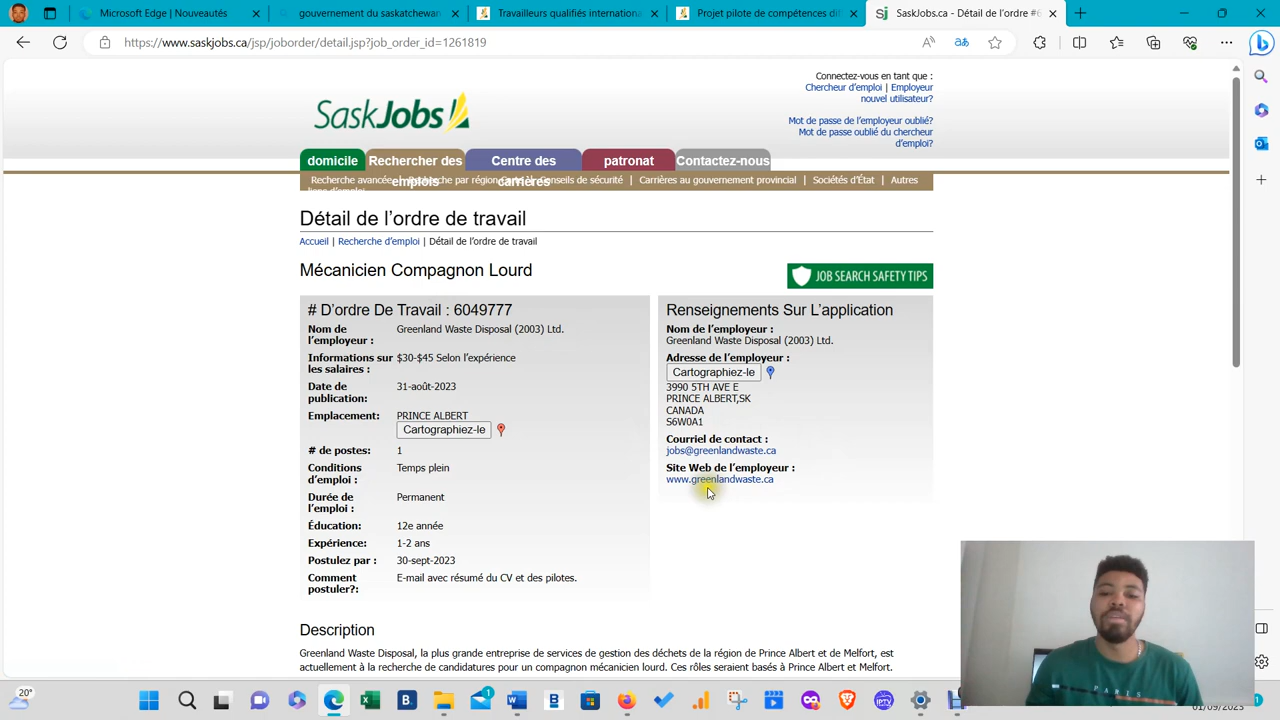 Microsoft Edge | Nouveautés
gouvernement du saskatchewan
Travailleurs qualifiés internationa
Projet pilote de compétences dif
SaskJobs.ca - Détail de l'ordre #6
https://www.saskjobs.ca/jsp/joborder/detail.jsp?job_order_id=1261819
SaskJobs
Connectez-vous en tant que :
Chercheur d'emploi | Employeur
nouvel utilisateur?
Mot de passe de l'employeur oublié?
Mot de passe oublié du chercheur
d'emploi?
domicile
Rechercher des
emplois
Centre des
carrières
patronat
Contactez-nous
Recherche avancée
Conseils de sécurité | Carrières au gouvernement provincial | Sociétés d'État | Autres
liens d'emploi
Détail de l'ordre de travail
Accueil | Recherche d'emploi | Détail de l'ordre de travail
Mécanicien Compagnon Lourd
JOB SEARCH SAFETY TIPS
# D'ordre De Travail : 6049777
Nom de l'employeur : Greenland Waste Disposal (2003) Ltd.
Informations sur les salaires : $30-$45 Selon l'expérience
Date de publication: 31-août-2023
Emplacement: PRINCE ALBERT
Cartographiez-le
# de postes: 1
Conditions d'emploi : Temps plein
Durée de l'emploi : Permanent
Éducation: 12e année
Expérience: 1-2 ans
Postulez par : 30-sept-2023
Comment postuler?: E-mail avec résumé du CV et des pilotes.
Renseignements Sur L'application
Nom de l'employeur :
Greenland Waste Disposal (2003) Ltd.
Adresse de l'employeur :
Cartographiez-le
3990 5TH AVE E
PRINCE ALBERT,SK
CANADA
S6W0A1
Courriel de contact :
jobs@greenlandwaste.ca
Site Web de l'employeur :
www.greenlandwaste.ca
Description
Greenland Waste Disposal, la plus grande entreprise de services de gestion des déchets de la région de Prince Albert et de Melfort, est
actuellement à la recherche de candidatures pour un compagnon mécanicien lourd. Ces rôles seraient basés à Prince Albert et Melfort.
PARIS
20°
01/09/2023